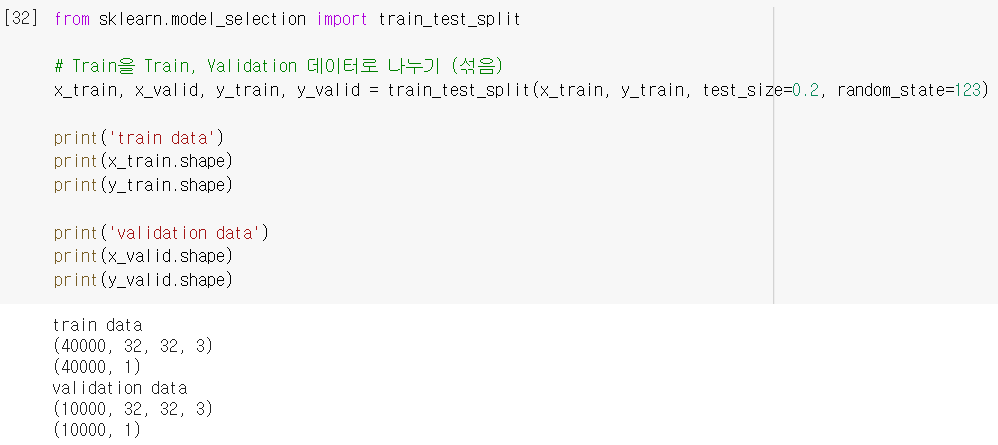 [32] from sklearn.model_selection import train_test_split
# Train을 Train, Validation 데이터로 나누기 (섞음)
x_train, x_valid, y_train, y_valid = train_test_split(x_train, y_train, test_size=0.2, random_state=123)
print('train data')
print(x_train.shape)
print(y_train.shape)
print('validation data')
print(x_valid.shape)
print(y_valid.shape)
train data
(40000, 32, 32, 3)
(40000, 1)
validation data
(10000, 32, 32, 3)
(10000, 1)